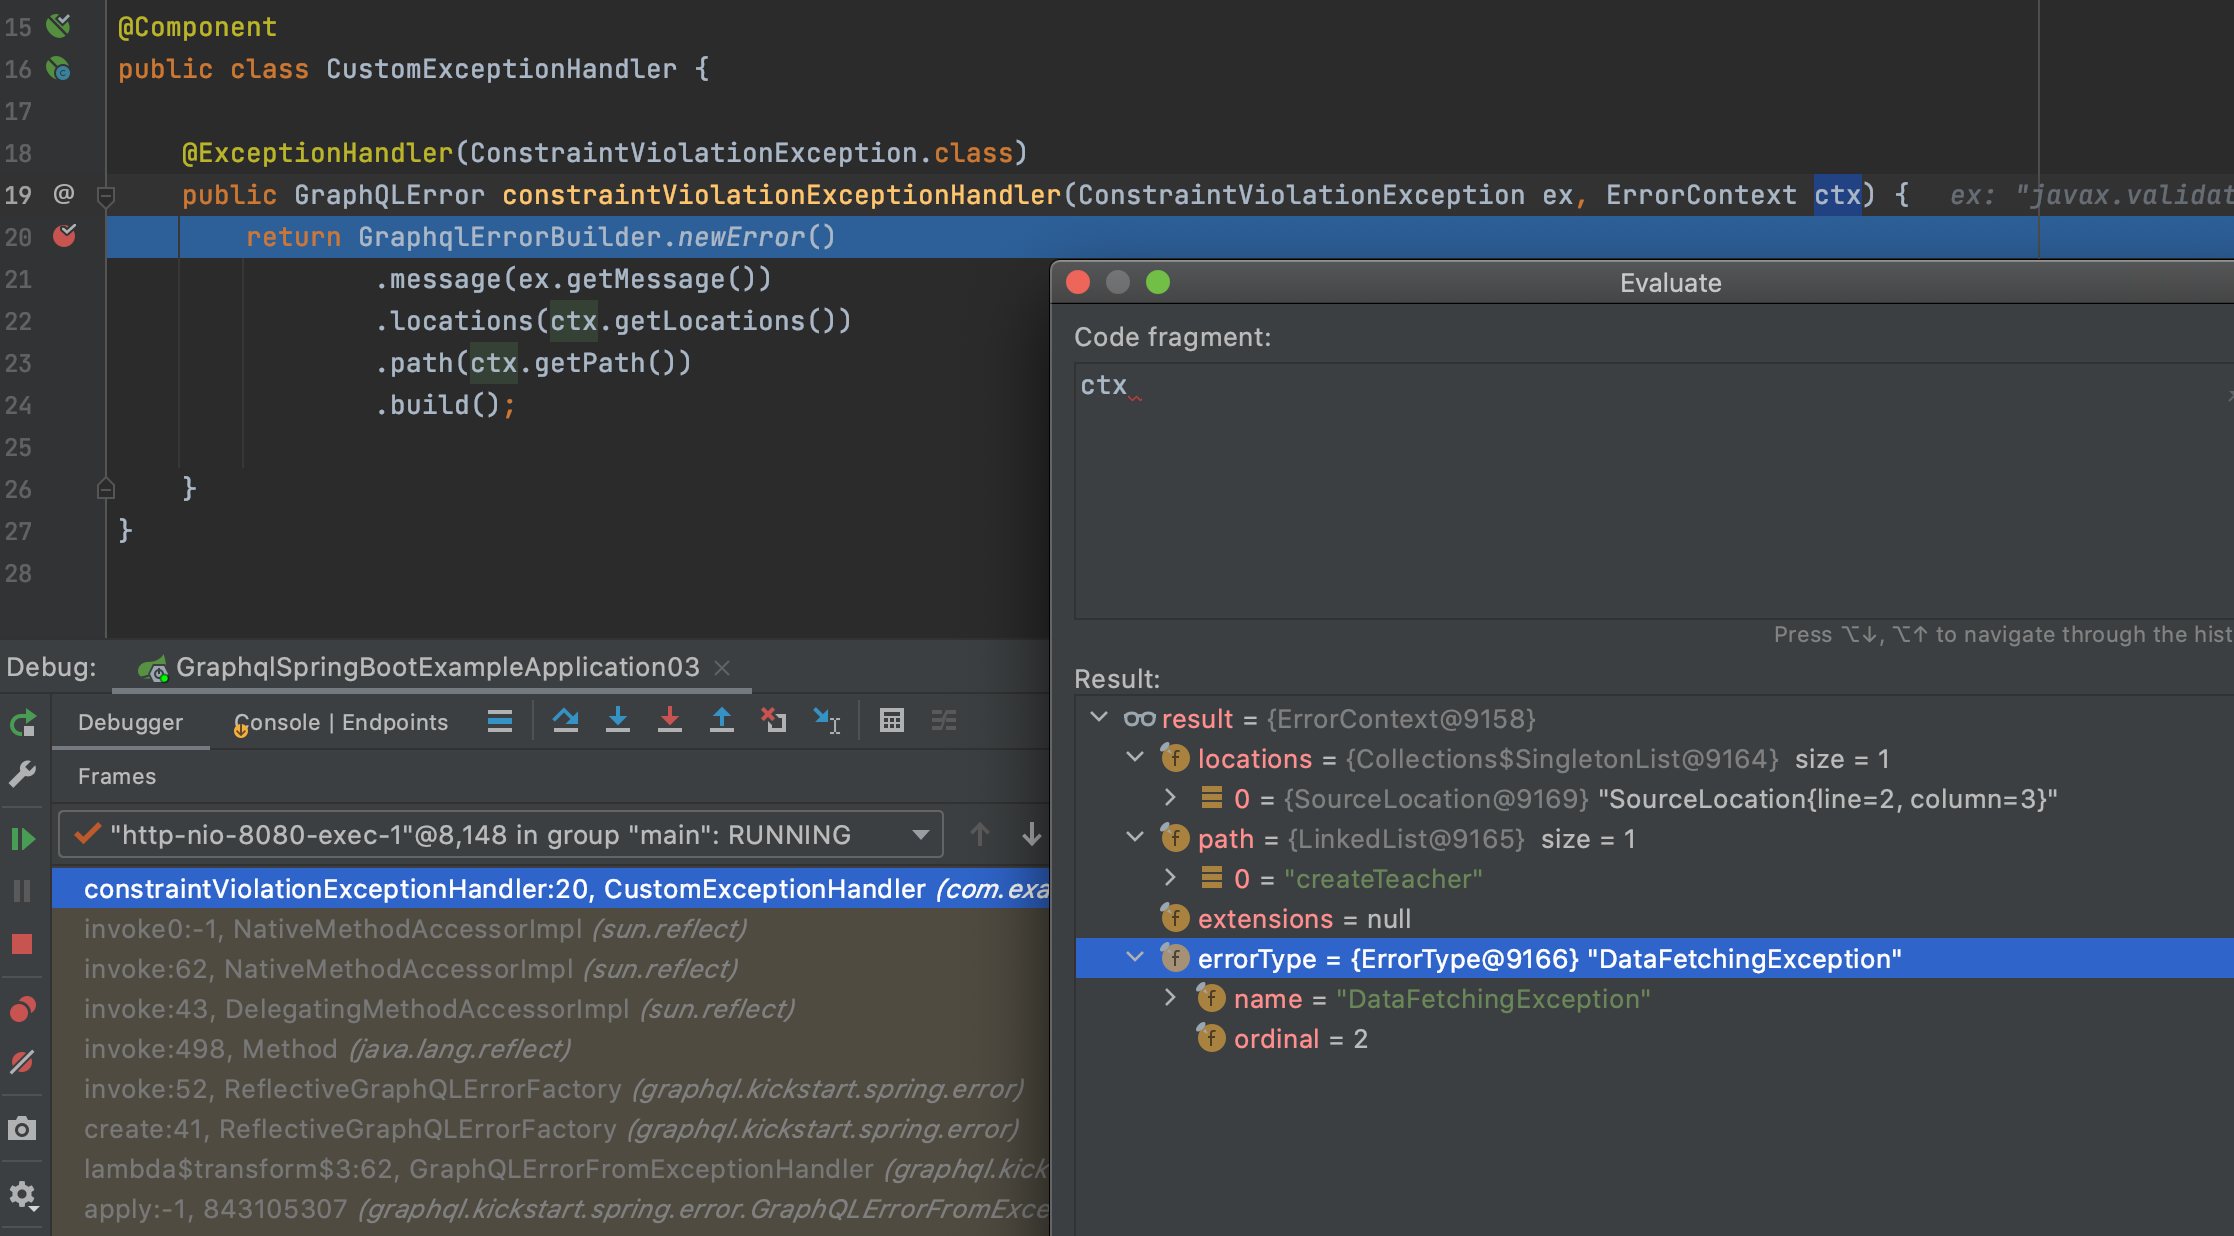 15 @Component
16 public class CustomExceptionHandler {
17
18 @ExceptionHandler(ConstraintViolationException.class)
19 @ public GraphQLError constraintViolationExceptionHandler(ConstraintViolationException ex, ErrorContext ctx) { ex: "javax.validat
20 return GraphqlErrorBuilder.newError()
21 .message(ex.getMessage())
22 .locations(ctx.getLocations())
23 .path(ctx.getPath())
24 .build();
25
26 }
27 }
28
Evaluate
Code fragment:
ctx
Press ⌥↓, ⌥↑ to navigate through the hist
Result:
result = {ErrorContext@9158}
locations = {Collections$SingletonList@9164} size = 1
0 = {SourceLocation@9169} "SourceLocation{line=2, column=3}"
path = {LinkedList@9165} size = 1
0 = "createTeacher"
extensions = null
errorType = {ErrorType@9166} "DataFetchingException"
name = "DataFetchingException"
ordinal = 2
Debug: GraphqlSpringBootExampleApplication03
Debugger Console | Endpoints
Frames
"http-nio-8080-exec-1"@8,148 in group "main": RUNNING
constraintViolationExceptionHandler:20, CustomExceptionHandler (com.exa
invoke0:-1, NativeMethodAccessorImpl (sun.reflect)
invoke:62, NativeMethodAccessorImpl (sun.reflect)
invoke:43, DelegatingMethodAccessorImpl (sun.reflect)
invoke:498, Method (java.lang.reflect)
invoke:52, ReflectiveGraphQLErrorFactory (graphql.kickstart.spring.error)
create:41, ReflectiveGraphQLErrorFactory (graphql.kickstart.spring.error)
lambda$transform$3:62, GraphQLErrorFromExceptionHandler (graphql.kick
apply:-1, 843105307 (graphql.kickstart.spring.error.GraphQLErrorFromExce